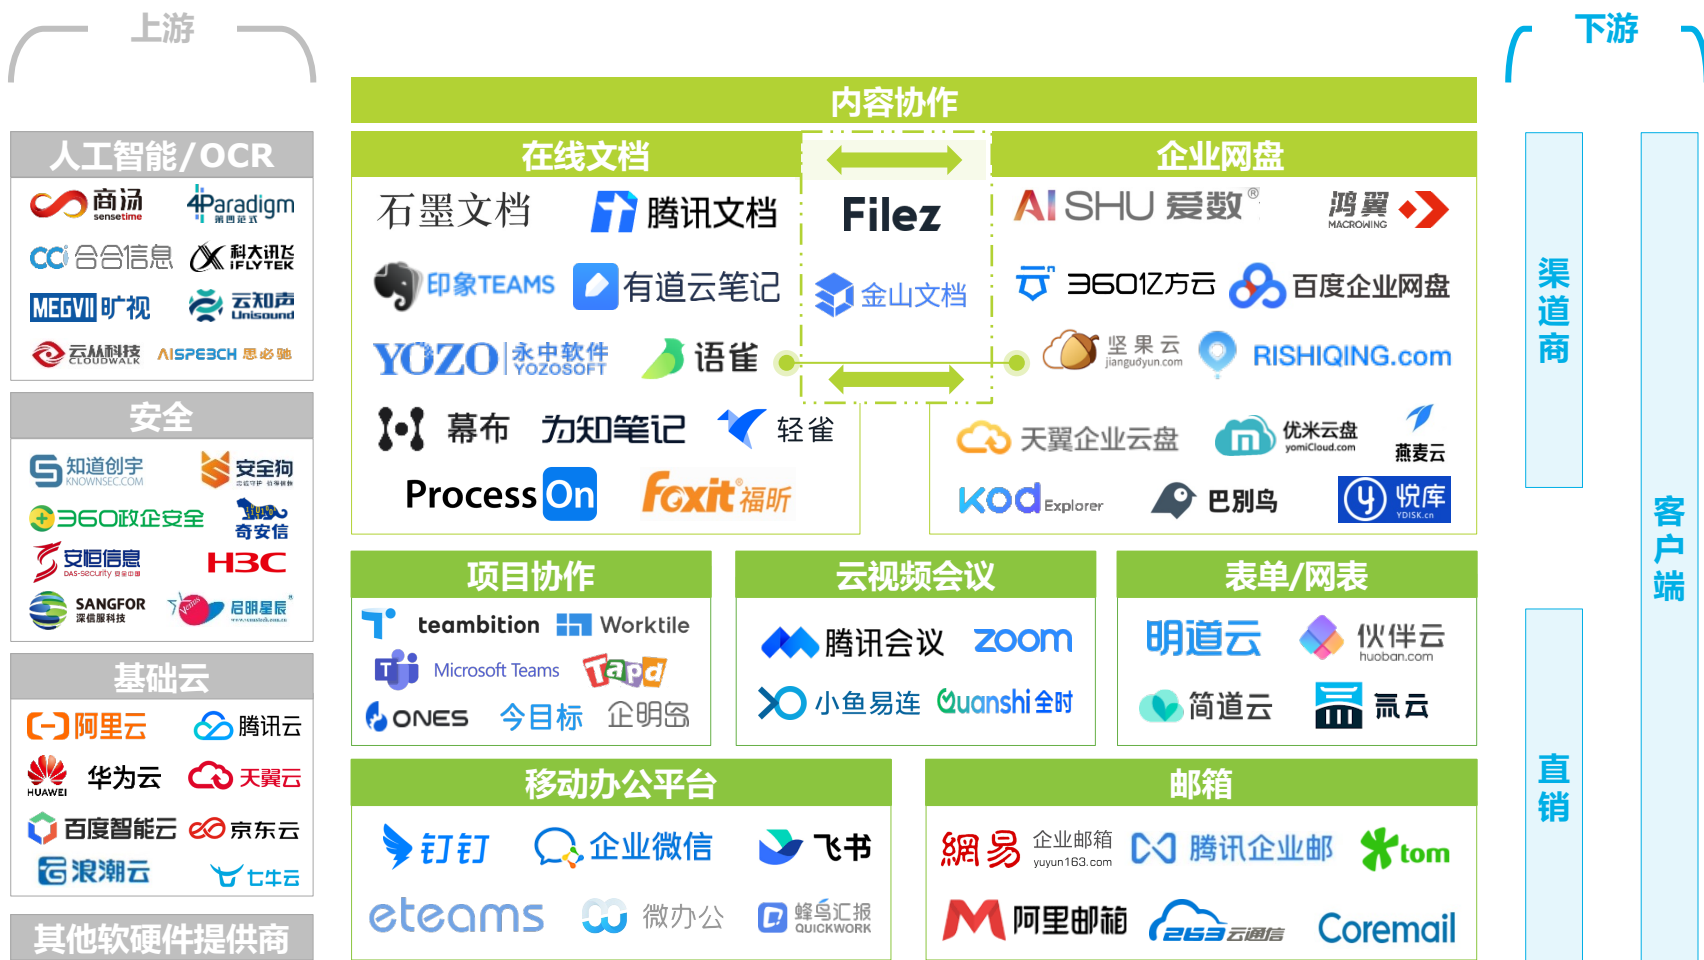 上游
下游
内容协作
人工智能/OCR
商汤
sensetime
4Paradigm
第四范式
CCi 合合信息
科大讯飞
iFLYTEK
MEGVII 旷视
云知声
Unisound
云从科技
CLOUDWALK
AISPEECH 思必驰
安全
知道创宇
KNOWNSEC.COM
安全狗
360政企安全
奇安信
安恒信息
DAS-security
H3C
SANGFOR
深信服科技
Venus
启明星辰
www.venustech.com.cn
基础云
阿里云
腾讯云
HUAWEI
华为云
天翼云
百度智能云
京东云
浪潮云
七牛云
其他软硬件提供商
在线文档
石墨文档
腾讯文档
印象TEAMS
有道云笔记
YOZO 永中软件
YOZOSOFT
语雀
幕布
为知笔记
轻雀
ProcessOn
Foxit 福昕
Filez
金山文档
企业网盘
AISHU 爱数®
鸿翼
MACROWING
360亿方云
百度企业网盘
坚果云
jianguoyun.com
RISHIQING.com
天翼企业云盘
优米云盘
yomiCloud.com
燕麦云
kodExplorer
巴别鸟
悦库
YDISK.cn
项目协作
teambition
Worktile
Microsoft Teams
Tapd
ONES
今目标
企明岛
云视频会议
腾讯会议
zoom
小鱼易连
Quanshi 全时
表单/网表
明道云
伙伴云
huoban.com
简道云
氚云
移动办公平台
钉钉
企业微信
飞书
eteams
微办公
蜂鸟汇报
QUICKWORK
邮箱
網易
企业邮箱
yuyun163.com
腾讯企业邮
tom
阿里邮箱
263云通信
Coremail
渠道商
直销
客户端